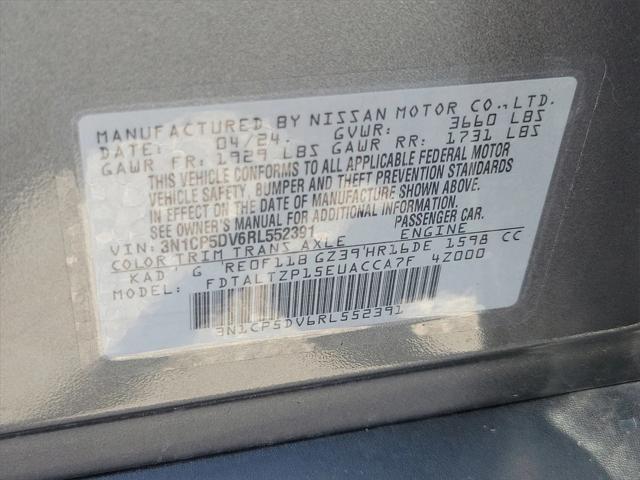 MANUFACTURED BY NISSAN MOTOR CO., LTD.
DATE: 04/24. GVWR: 3660 LBS
GAWR FR: 1929 LBS GAWR RR: 1731 LBS
THIS VEHICLE CONFORMS TO ALL APPLICABLE FEDERAL MOTOR
VEHICLE SAFETY, BUMPER AND THEFT PREVENTION STANDARDS
IN EFFECT ON THE DATE OF MANUFACTURE SHOWN ABOVE.
SEE OWNER'S MANUAL FOR ADDITIONAL INFORMATION.
VIN: 3N1CP5DV6RL552391 PASSENGER CAR.
COLOR TRIM TRANS AXLE ENGINE
KAD G RE0F11B GZ39 HR16DE 1598 CC
MODEL: FDTALTZP15EUACCA7F 4Z000
3N1CP5DV6RL552391